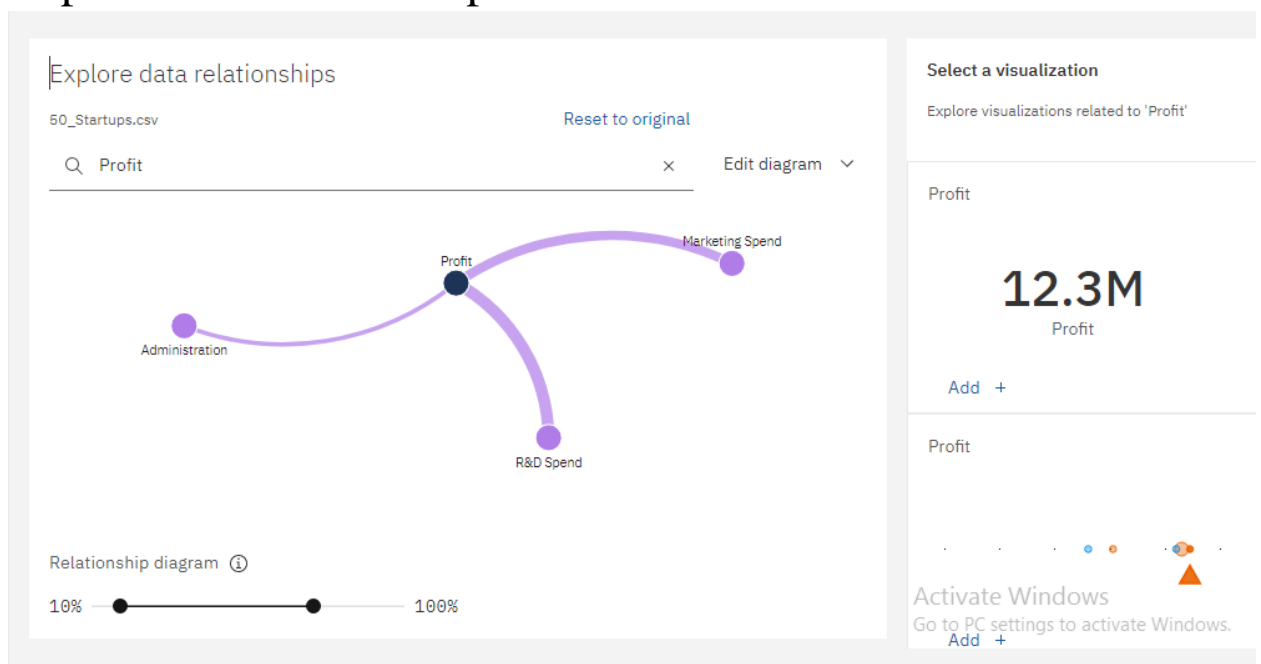 Explore data relationships
50_Startups.csv
Reset to original
Profit
Edit diagram
Marketing Spend
Profit
Administration
R&D Spend
Relationship diagram
10%
100%
Select a visualization
Explore visualizations related to 'Profit'
Profit
12.3M
Profit
Add +
Profit
Activate Windows
Go to PC settings to activate Windows.
Add +